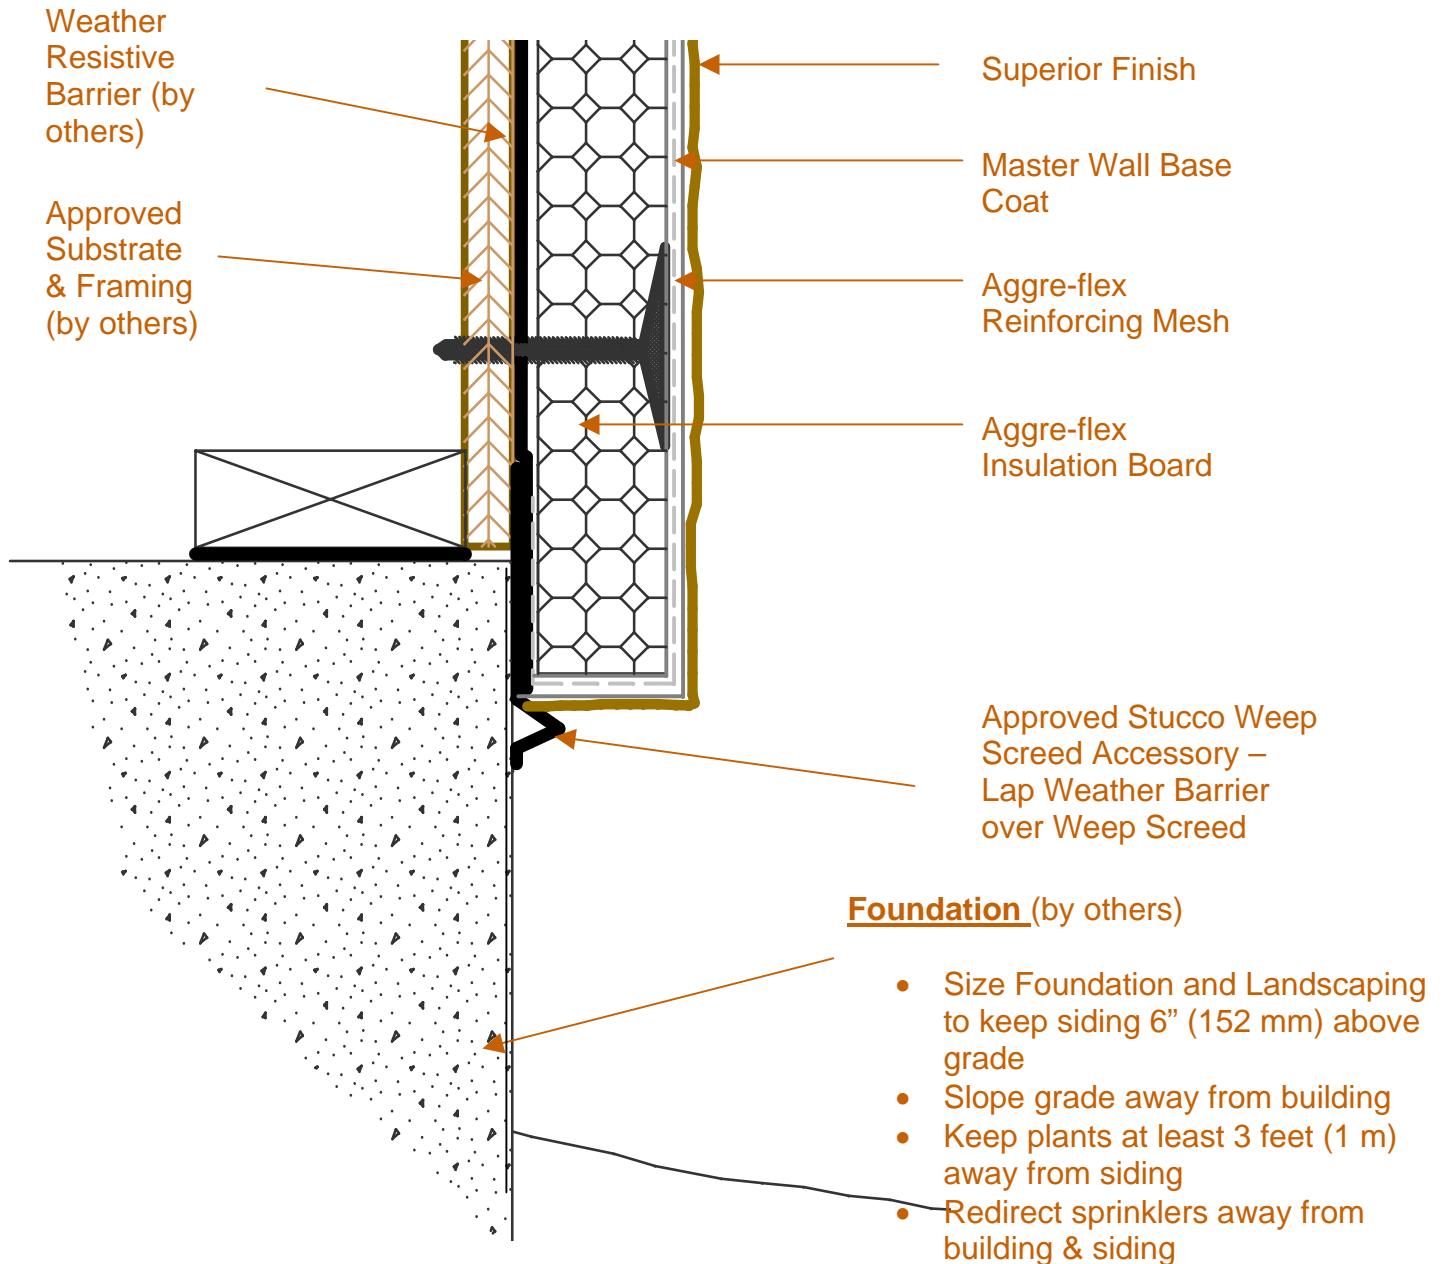 Weather
Resistive
Barrier (by
others)
Approved
Substrate
& Framing
(by others)
Superior Finish
Master Wall Base
Coat
Aggre-flex
Reinforcing Mesh
Aggre-flex
Insulation Board
Approved Stucco Weep
Screed Accessory –
Lap Weather Barrier
over Weep Screed
Foundation (by others)
• Size Foundation and Landscaping
to keep siding 6” (152 mm) above
grade
• Slope grade away from building
• Keep plants at least 3 feet (1 m)
away from siding
• Redirect sprinklers away from
building & siding